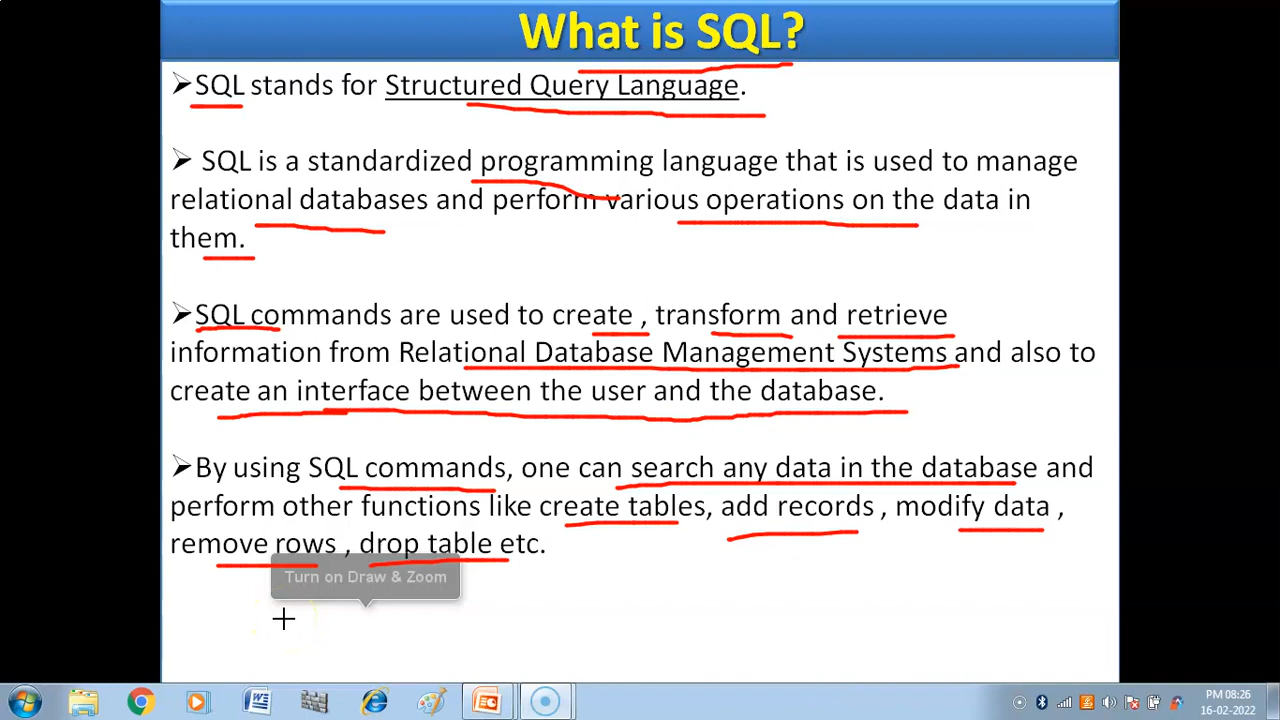 What is SQL?
➢SQL stands for Structured Query Language.
➢ SQL is a standardized programming language that is used to manage
relational databases and perform various operations on the data in
them.
➢SQL commands are used to create , transform and retrieve
information from Relational Database Management Systems and also to
create an interface between the user and the database.
➢By using SQL commands, one can search any data in the database and
perform other functions like create tables, add records , modify data ,
remove rows , drop table etc.
Turn on Draw & Zoom
PM 08:26
16-02-2022